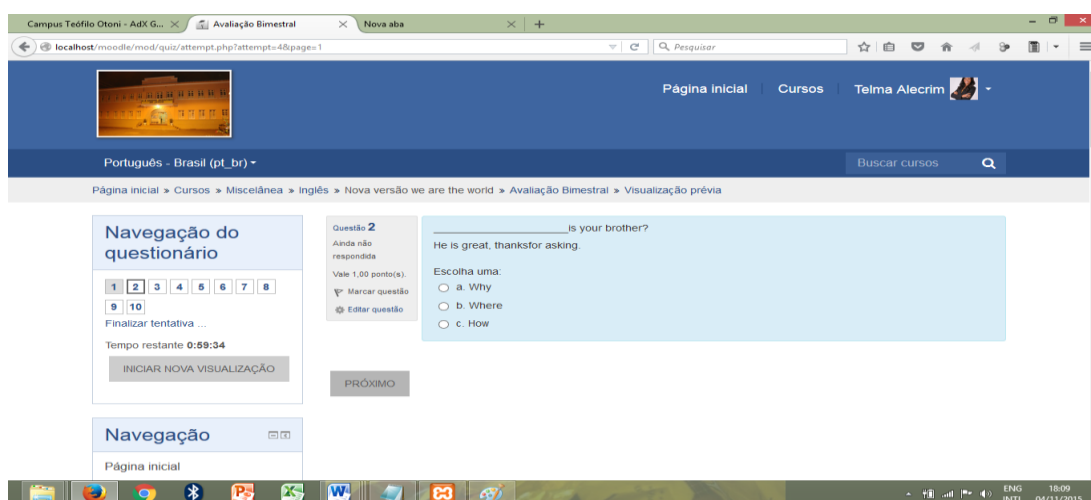 Campus Teófilo Otoni - AdX G...
Avaliação Bimestral
Nova aba
localhost/moodle/mod/quiz/attempt.php?attempt=4&page=1
Pesquisar
Página inicial
Cursos
Telma Alecrim
Português - Brasil (pt_br)
Buscar cursos
Página inicial » Cursos » Miscelânea » Inglês » Nova versão we are the world » Avaliação Bimestral » Visualização prévia
Navegação do
questionário
1 2 3 4 5 6 7 8
9 10
Finalizar tentativa ...
Tempo restante 0:59:34
INICIAR NOVA VISUALIZAÇÃO
Questão 2
Ainda não
respondida
Vale 1,00 ponto(s).
Marcar questão
Editar questão
______________________is your brother?
He is great, thanksfor asking.
Escolha uma:
a. Why
b. Where
c. How
PRÓXIMO
Navegação
Página inicial
ENG
INTL
18:09
04/11/2015